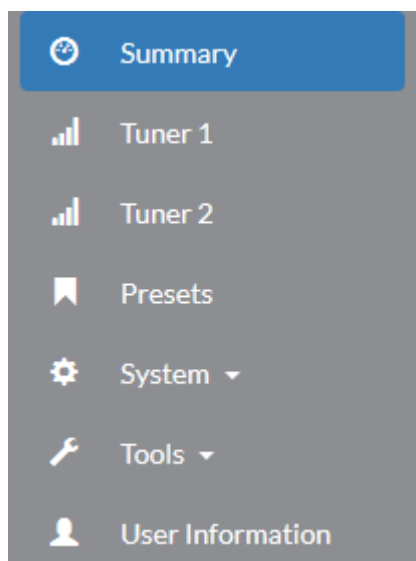 Summary
Tuner 1
Tuner 2
Presets
System
Tools
User Information